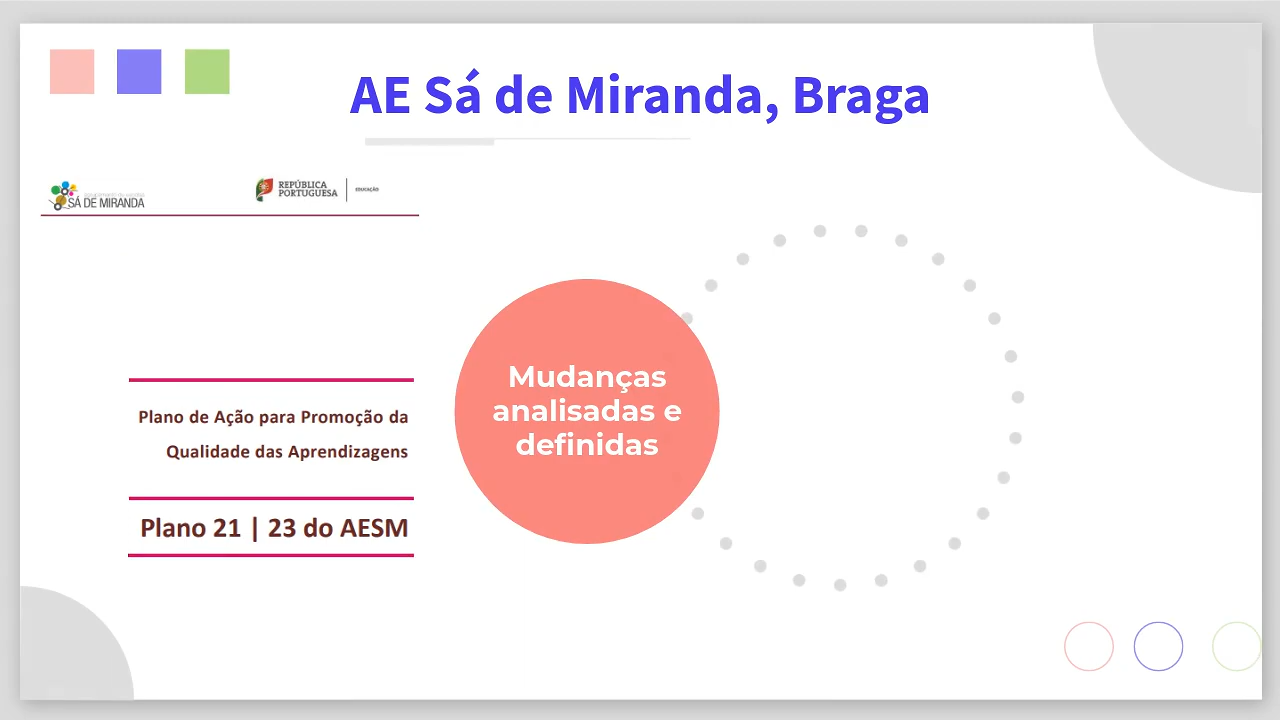 AE Sá de Miranda, Braga
SÁ DE MIRANDA
REPÚBLICA
PORTUGUESA
EDUCAÇÃO
Plano de Ação para Promoção da
Qualidade das Aprendizagens
Plano 21 | 23 do AESM
Mudanças
analisadas e
definidas